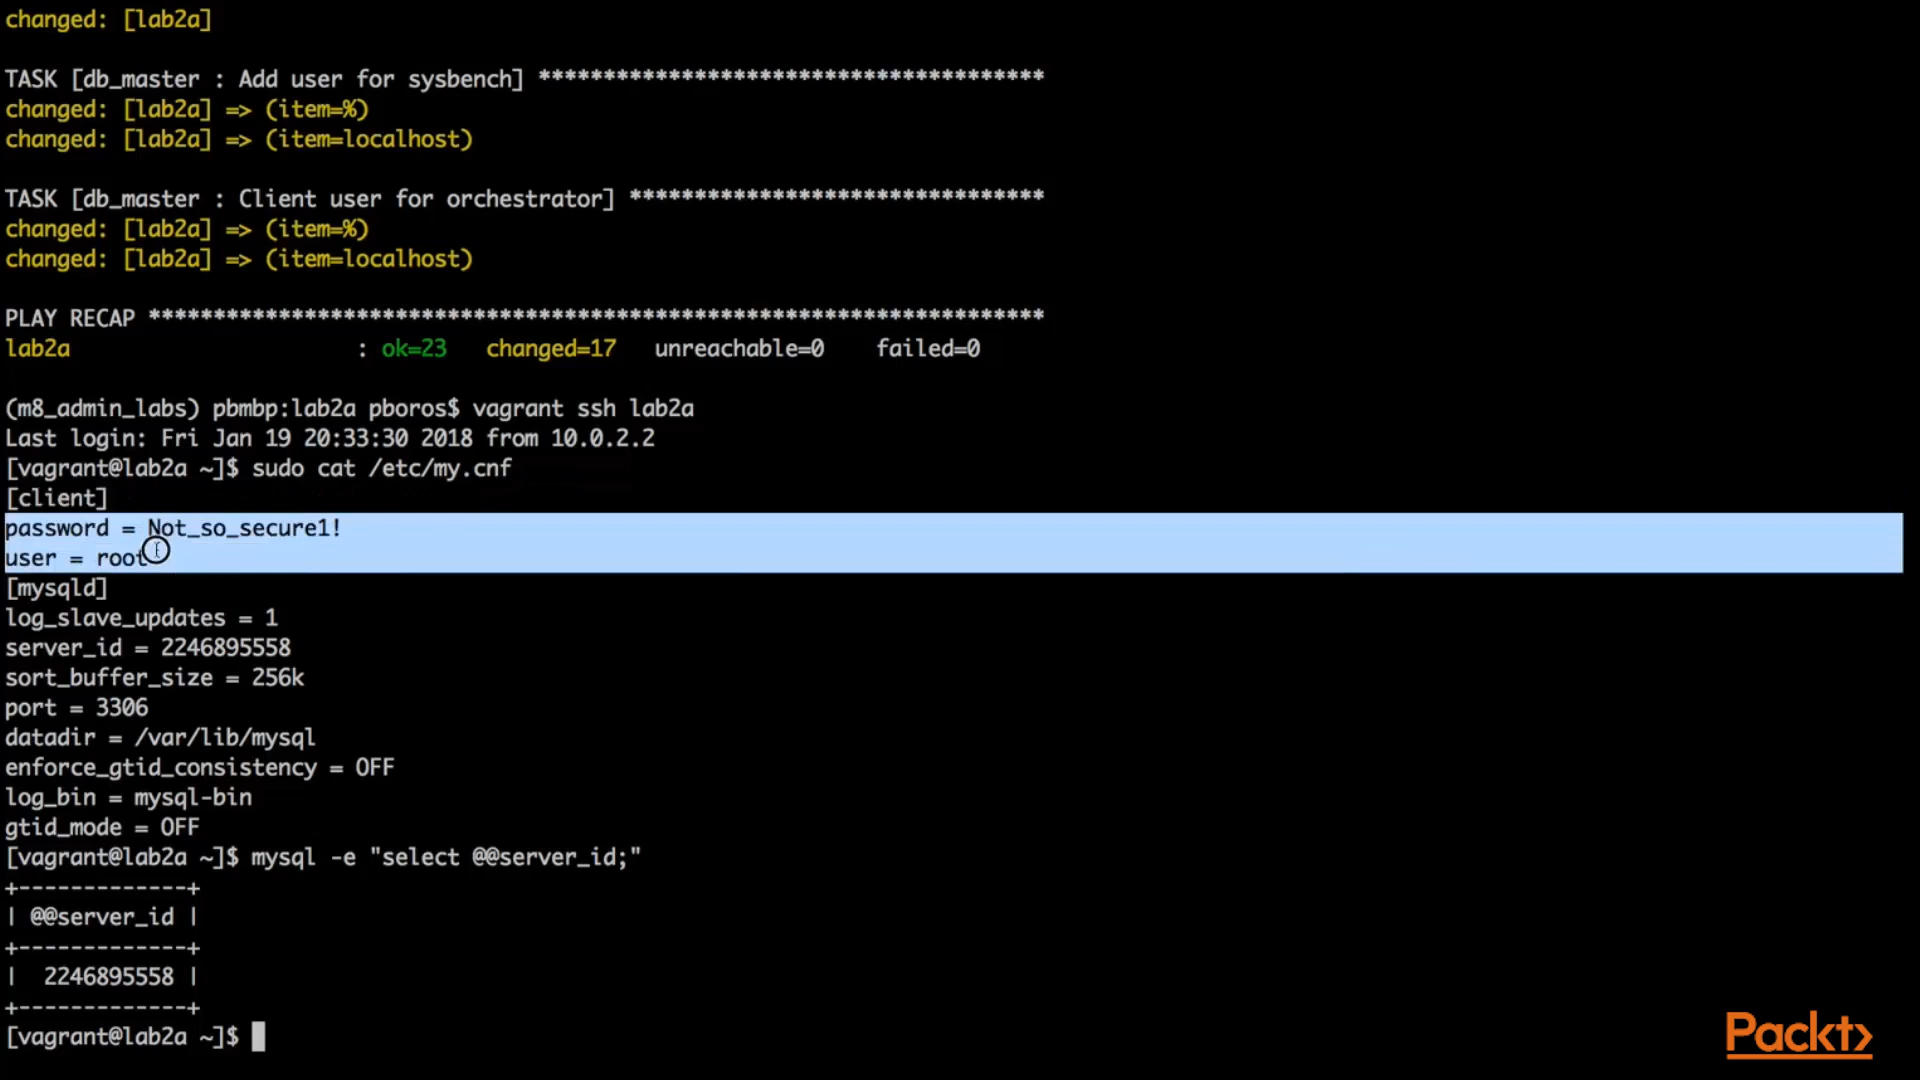 changed: [lab2a]
TASK [db_master : Add user for sysbench] ***************************************
changed: [lab2a] => (item=%)
changed: [lab2a] => (item=localhost)
TASK [db_master : Client user for orchestrator] ********************************
changed: [lab2a] => (item=%)
changed: [lab2a] => (item=localhost)
PLAY RECAP *********************************************************************
lab2a                      : ok=23   changed=17   unreachable=0    failed=0
(m8_admin_labs) pbmbp:lab2a pboros$ vagrant ssh lab2a
Last login: Fri Jan 19 20:33:30 2018 from 10.0.2.2
[vagrant@lab2a ~]$ sudo cat /etc/my.cnf
[client]
password = Not_so_secure1!
user = root
[mysqld]
log_slave_updates = 1
server_id = 2246895558
sort_buffer_size = 256k
port = 3306
datadir = /var/lib/mysql
enforce_gtid_consistency = OFF
log_bin = mysql-bin
gtid_mode = OFF
[vagrant@lab2a ~]$ mysql -e "select @@server_id;"
+-------------+
| @@server_id |
+-------------+
|  2246895558 |
+-------------+
[vagrant@lab2a ~]$
Packt>